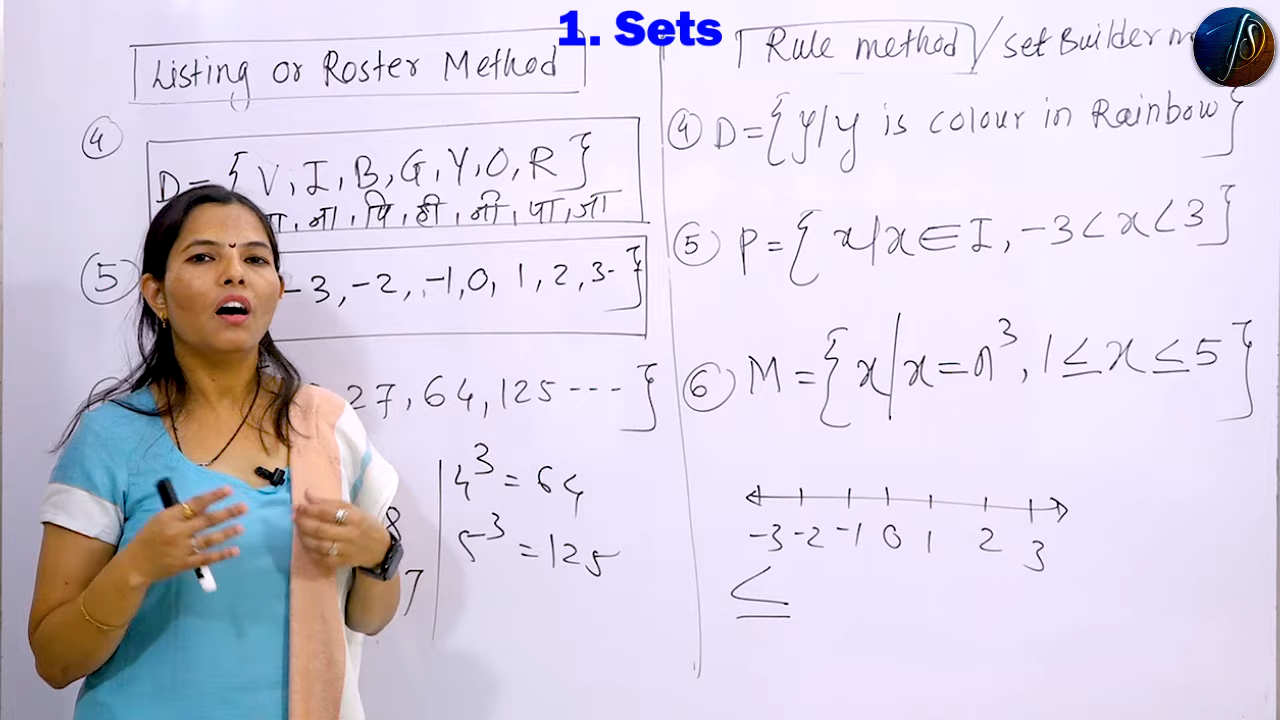 1. Sets
Listing or Roster Method
④ D = { V, I, B, G, Y, O, R }
, ना, पि, ही, नी, पा, जा
⑤ -3, -2, -1, 0, 1, 2, 3- }
27, 64, 125 --- }
8
7
4³ = 64
5³ = 125
Rule method / set Builder m
④ D = { y/y is colour in Rainbow }
⑤ P = { x/x ∈ I, -3 < x < 3 }
⑥ M = { x/x = n³, 1 ≤ x ≤ 5 }
-3 -2 -1 0 1 2 3
≤